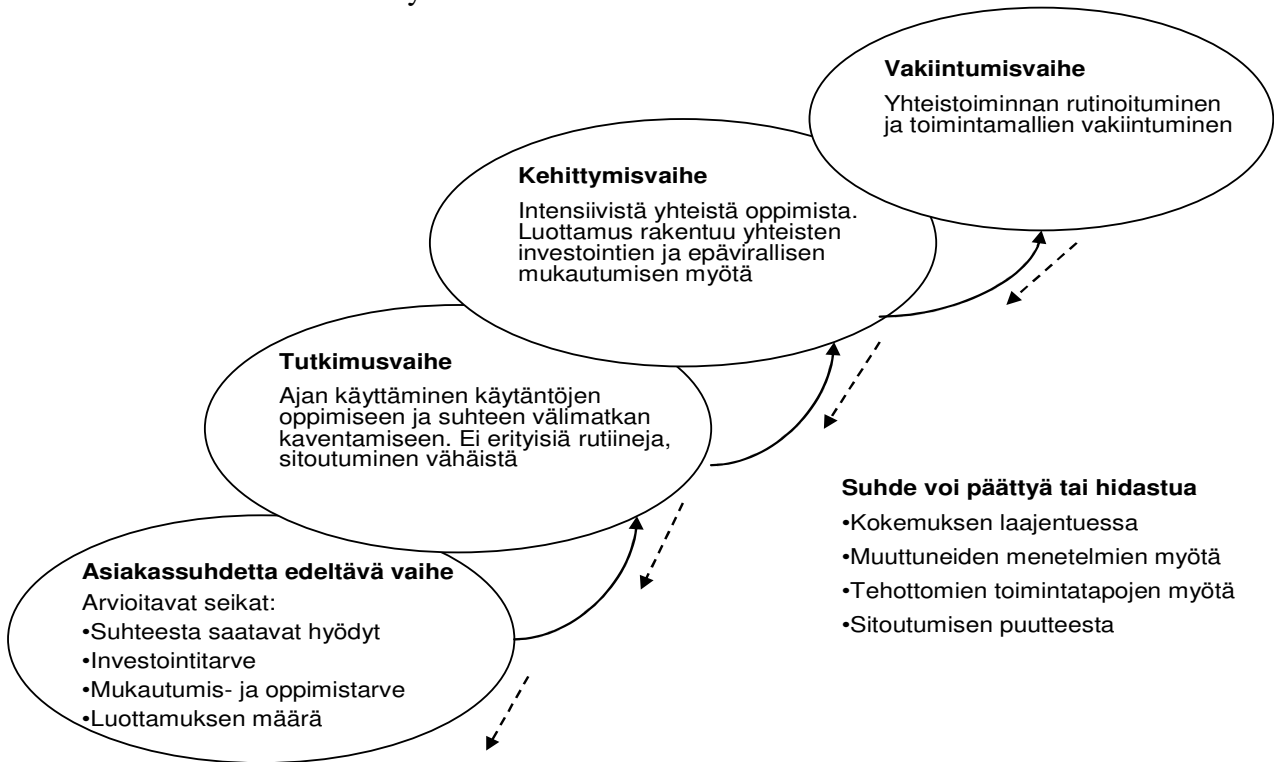 Vakiintumisvaihe
Yhteistoiminnan rutinoituminen
ja toimintamallien vakiintuminen
Kehittymisvaihe
Intensiivistä yhteistä oppimista.
Luottamus rakentuu yhteisten
investointien ja epävirallisen
mukautumisen myötä
Tutkimusvaihe
Ajan käyttäminen käytäntöjen
oppimiseen ja suhteen välimatkan
kaventamiseen. Ei erityisiä rutiineja,
sitoutuminen vähäistä
Asiakassuhdetta edeltävä vaihe
Arvioitavat seikat:
•Suhteesta saatavat hyödyt
•Investointitarve
•Mukautumis- ja oppimistarve
•Luottamuksen määrä
Suhde voi päättyä tai hidastua
•Kokemuksen laajentuessa
•Muuttuneiden menetelmien myötä
•Tehottomien toimintatapojen myötä
•Sitoutumisen puutteesta